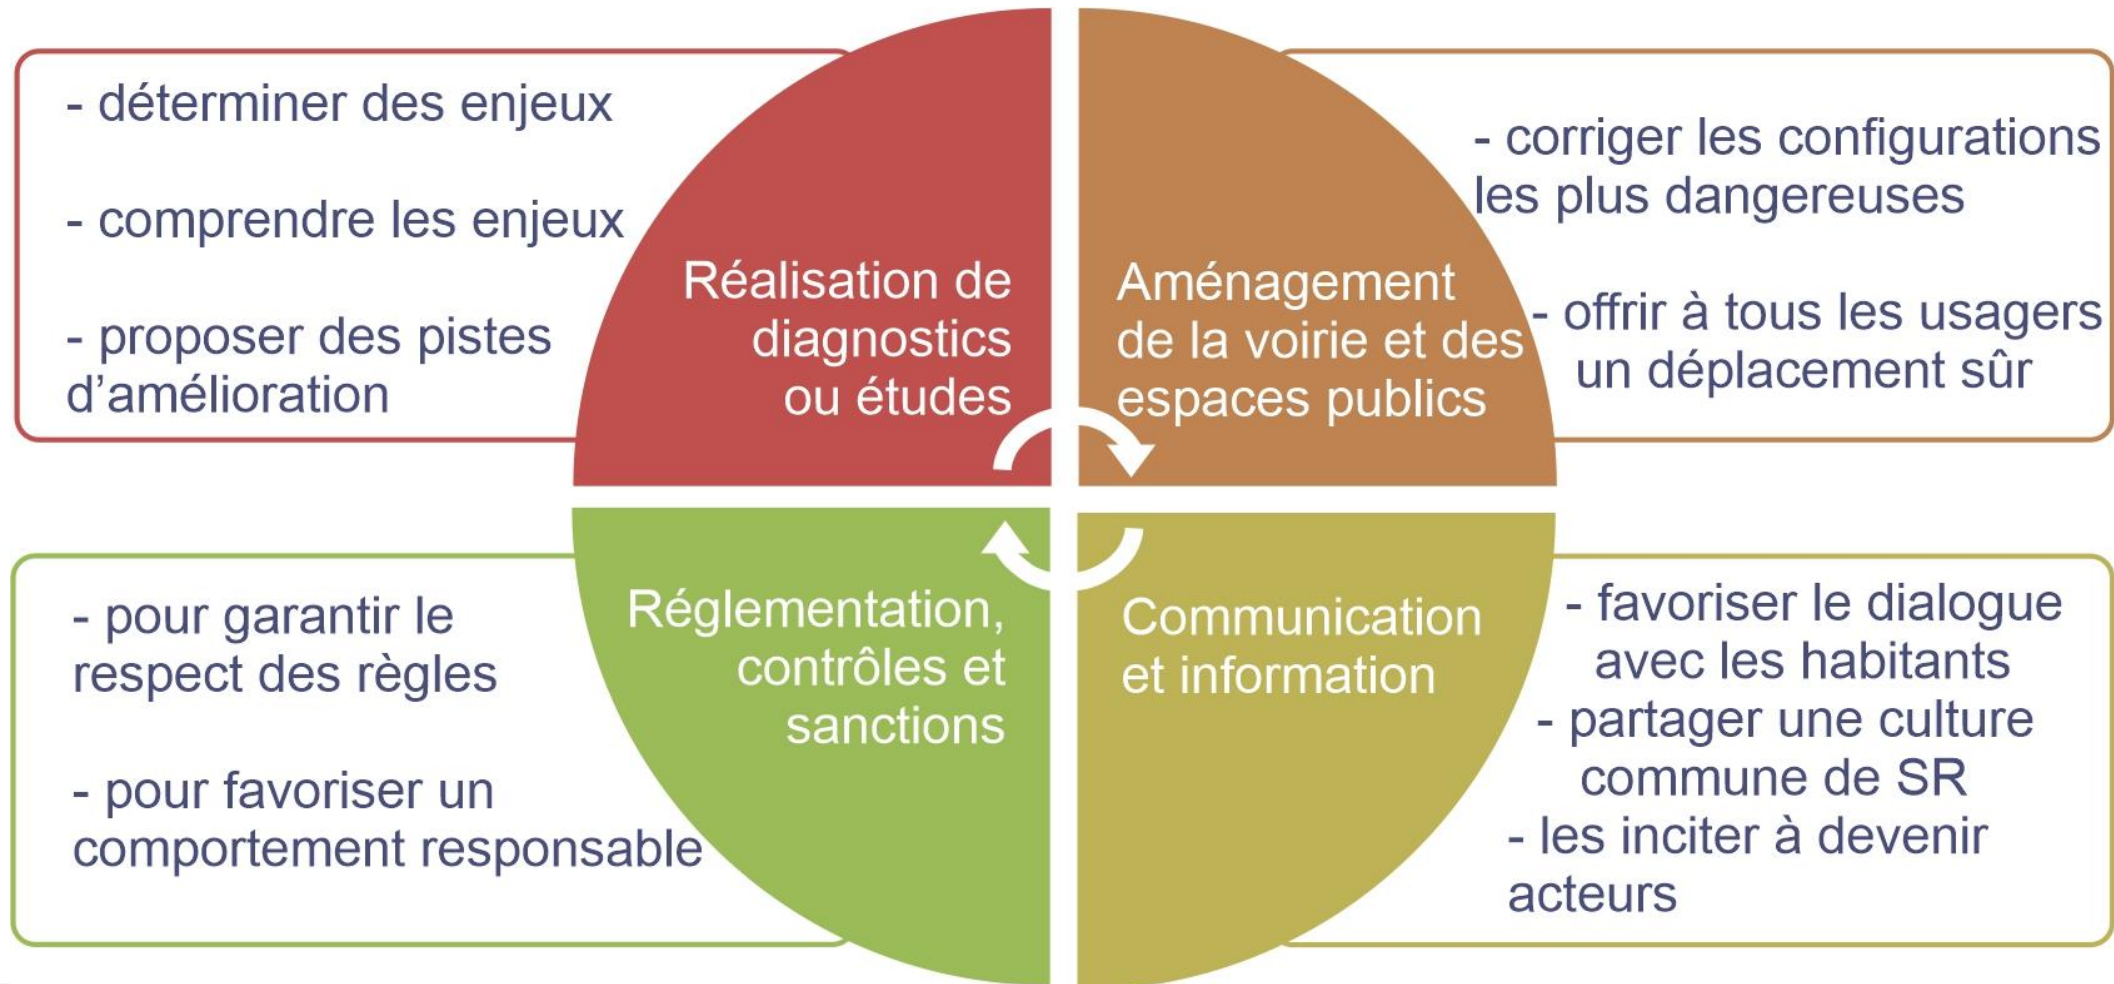 - déterminer des enjeux
- comprendre les enjeux
- proposer des pistes
d’amélioration
Réalisation de
diagnostics
ou études
Aménagement
de la voirie et des
espaces publics
- corriger les configurations
les plus dangereuses
- offrir à tous les usagers
un déplacement sûr
- pour garantir le
respect des règles
- pour favoriser un
comportement responsable
Réglementation,
contrôles et
sanctions
Communication
et information
- favoriser le dialogue
avec les habitants
- partager une culture
commune de SR
- les inciter à devenir
acteurs